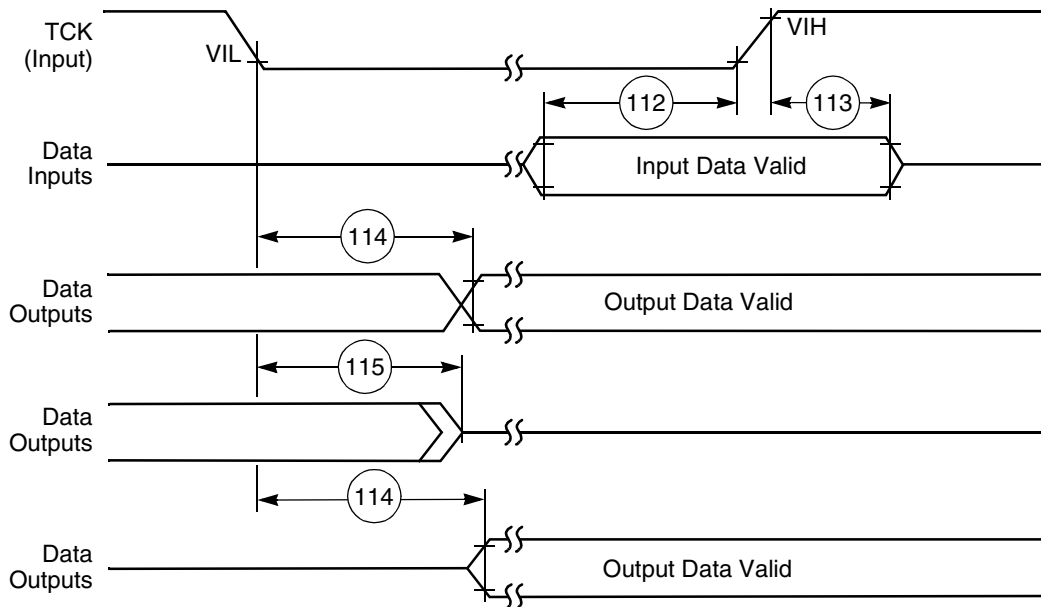 TCK
(Input)
VIL
VIH
112
113
Data
Inputs
Input Data Valid
114
Data
Outputs
Output Data Valid
115
Data
Outputs
114
Data
Outputs
Output Data Valid